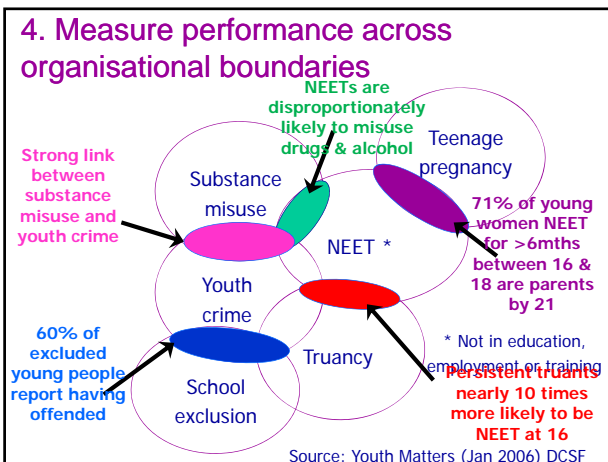 4. Measure performance across
organisational boundaries
NEETs are
disproportionately
likely to misuse
drugs & alcohol
Teenage
pregnancy
Strong link
between
substance
misuse and
youth crime
Substance
misuse
NEET *
71% of young
women NEET
for >6mths
between 16 &
18 are parents
by 21
Youth
crime
60% of
excluded
young people
report having
offended
Truancy
School
exclusion
* Not in education,
employment or training
Persistent truants
nearly 10 times
more likely to be
NEET at 16
Source: Youth Matters (Jan 2006) DCSF